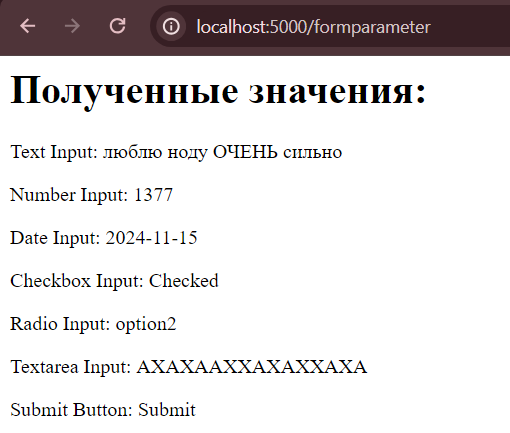 localhost:5000/formparameter
Полученные значения:
Text Input: люблю ноду ОЧЕНЬ сильно
Number Input: 1377
Date Input: 2024-11-15
Checkbox Input: Checked
Radio Input: option2
Textarea Input: АХАХААХХАХАХХАХА
Submit Button: Submit